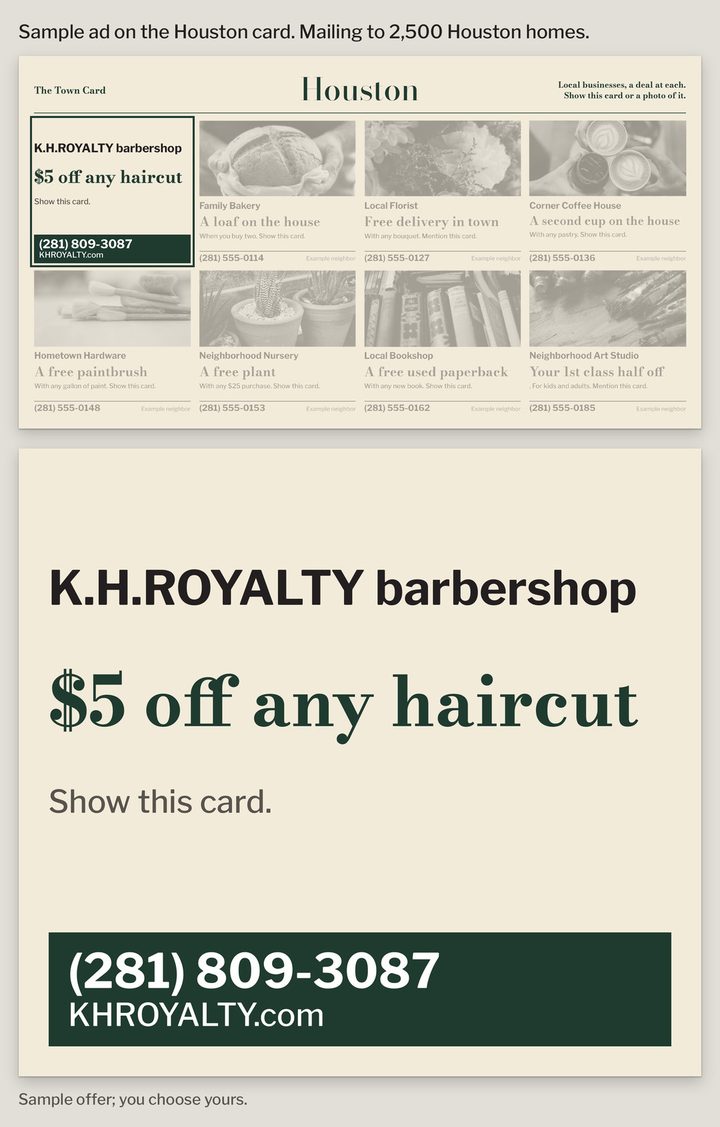 Sample ad on the Houston card. Mailing to 2,500 Houston homes.
The Town Card
Houston
Local businesses, a deal at each.
Show this card or a photo of it.
K.H.ROYALTY barbershop
$5 off any haircut
Show this card.
(281) 809-3087
KHROYALTY.com
Family Bakery
A loaf on the house
When you buy two. Show this card.
(281) 555-0114
Example neighbor
Local Florist
Free delivery in town
With any bouquet. Mention this card.
(281) 555-0127
Example neighbor
Corner Coffee House
A second cup on the house
With any pastry. Show this card.
(281) 555-0136
Example neighbor
Hometown Hardware
A free paintbrush
With any gallon of paint. Show this card.
(281) 555-0148
Example neighbor
Neighborhood Nursery
A free plant
With any $25 purchase. Show this card.
(281) 555-0153
Example neighbor
Local Bookshop
A free used paperback
With any new book. Show this card.
(281) 555-0162
Example neighbor
Neighborhood Art Studio
Your 1st class half off
For kids and adults. Mention this card.
(281) 555-0185
Example neighbor
K.H.ROYALTY barbershop
$5 off any haircut
Show this card.
(281) 809-3087
KHROYALTY.com
Sample offer; you choose yours.